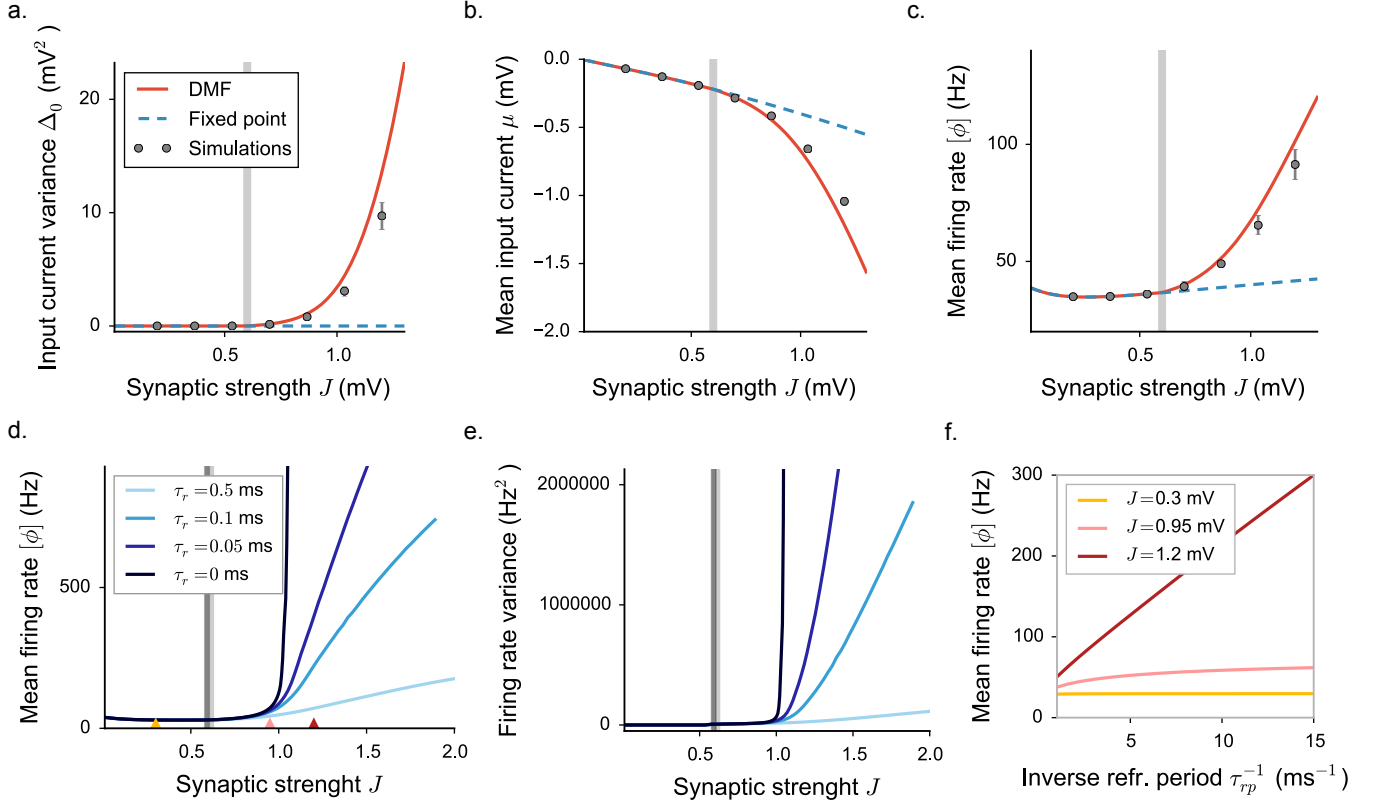 a.
Input current variance Δ₀ (mV²)
20
10
0
DMF
Fixed point
Simulations
0.5
1.0
Synaptic strength J (mV)
b.
Mean input current μ (mV)
0.0
−0.5
−1.0
−1.5
−2.0
0.5
1.0
Synaptic strength J (mV)
c.
Mean firing rate [ϕ] (Hz)
100
50
0.5
1.0
Synaptic strength J (mV)
d.
Mean firing rate [ϕ] (Hz)
500
0
τᵣ = 0.5 ms
τᵣ = 0.1 ms
τᵣ = 0.05 ms
τᵣ = 0 ms
0.5
1.0
1.5
2.0
Synaptic strenght J
e.
Firing rate variance (Hz²)
2000000
1000000
0
0.5
1.0
1.5
2.0
Synaptic strenght J
f.
Mean firing rate [ϕ] (Hz)
300
200
100
0
J = 0.3 mV
J = 0.95 mV
J = 1.2 mV
5
10
15
Inverse refr. period τ_{rp}^{−1} (ms⁻¹)